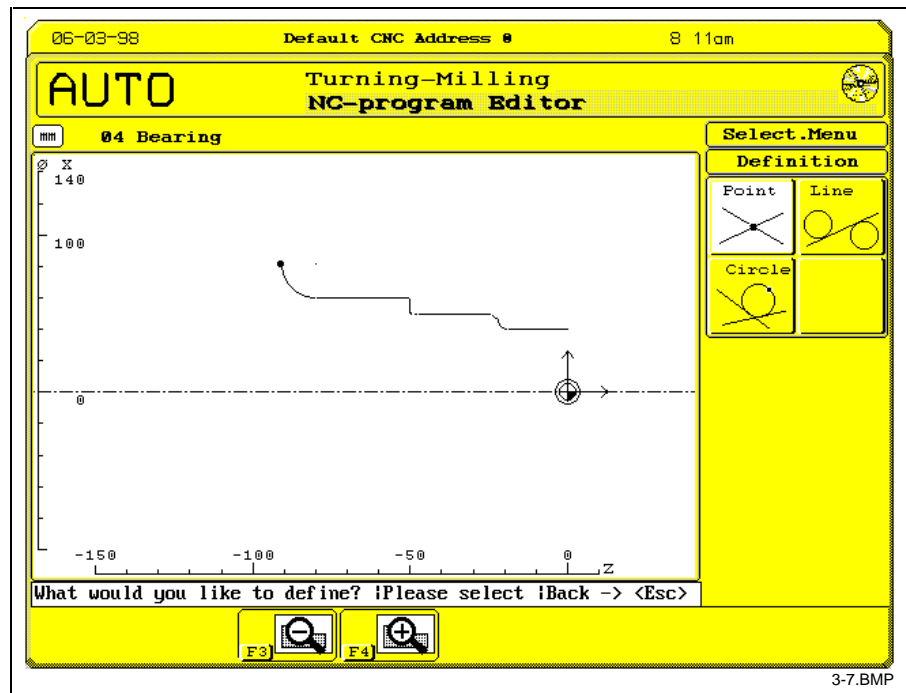 06-03-98 Default CNC Address 0 8 11am
AUTO
Turning-Milling
NC-program Editor
mm 04 Bearing
Select.Menu
Definition
Point Line
Circle
ø X
140
100
0
-150 -100 -50 0 Z
What would you like to define? ¦Please select ¦Back -> <Esc>
F3 F4
3-7.BMP